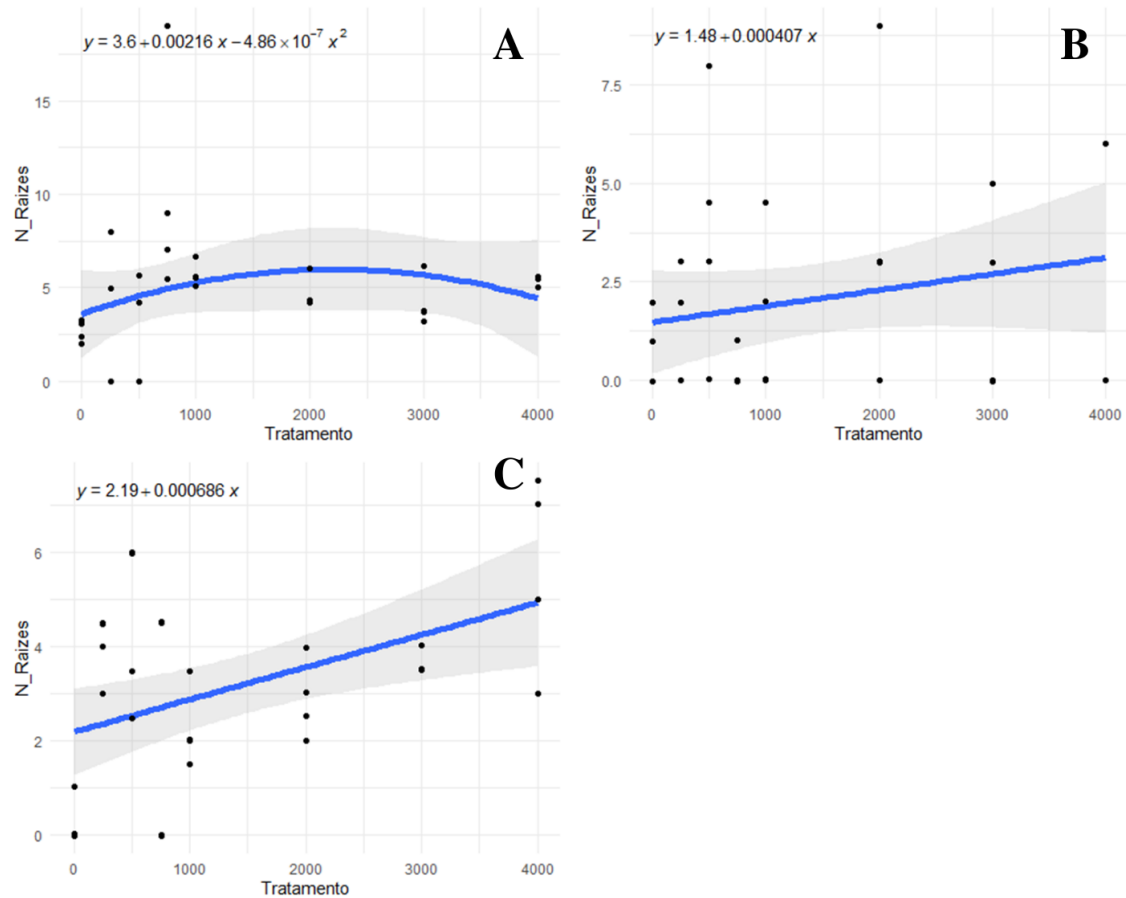 y = 3.6 + 0.00216 x − 4.86 × 10⁻⁷ x²
A
N_Raizes
15
10
5
0
0 1000 2000 3000 4000
Tratamento
y = 1.48 + 0.000407 x
B
N_Raizes
7.5
5.0
2.5
0.0
0 1000 2000 3000 4000
Tratamento
y = 2.19 + 0.000686 x
C
N_Raizes
6
4
2
0
0 1000 2000 3000 4000
Tratamento